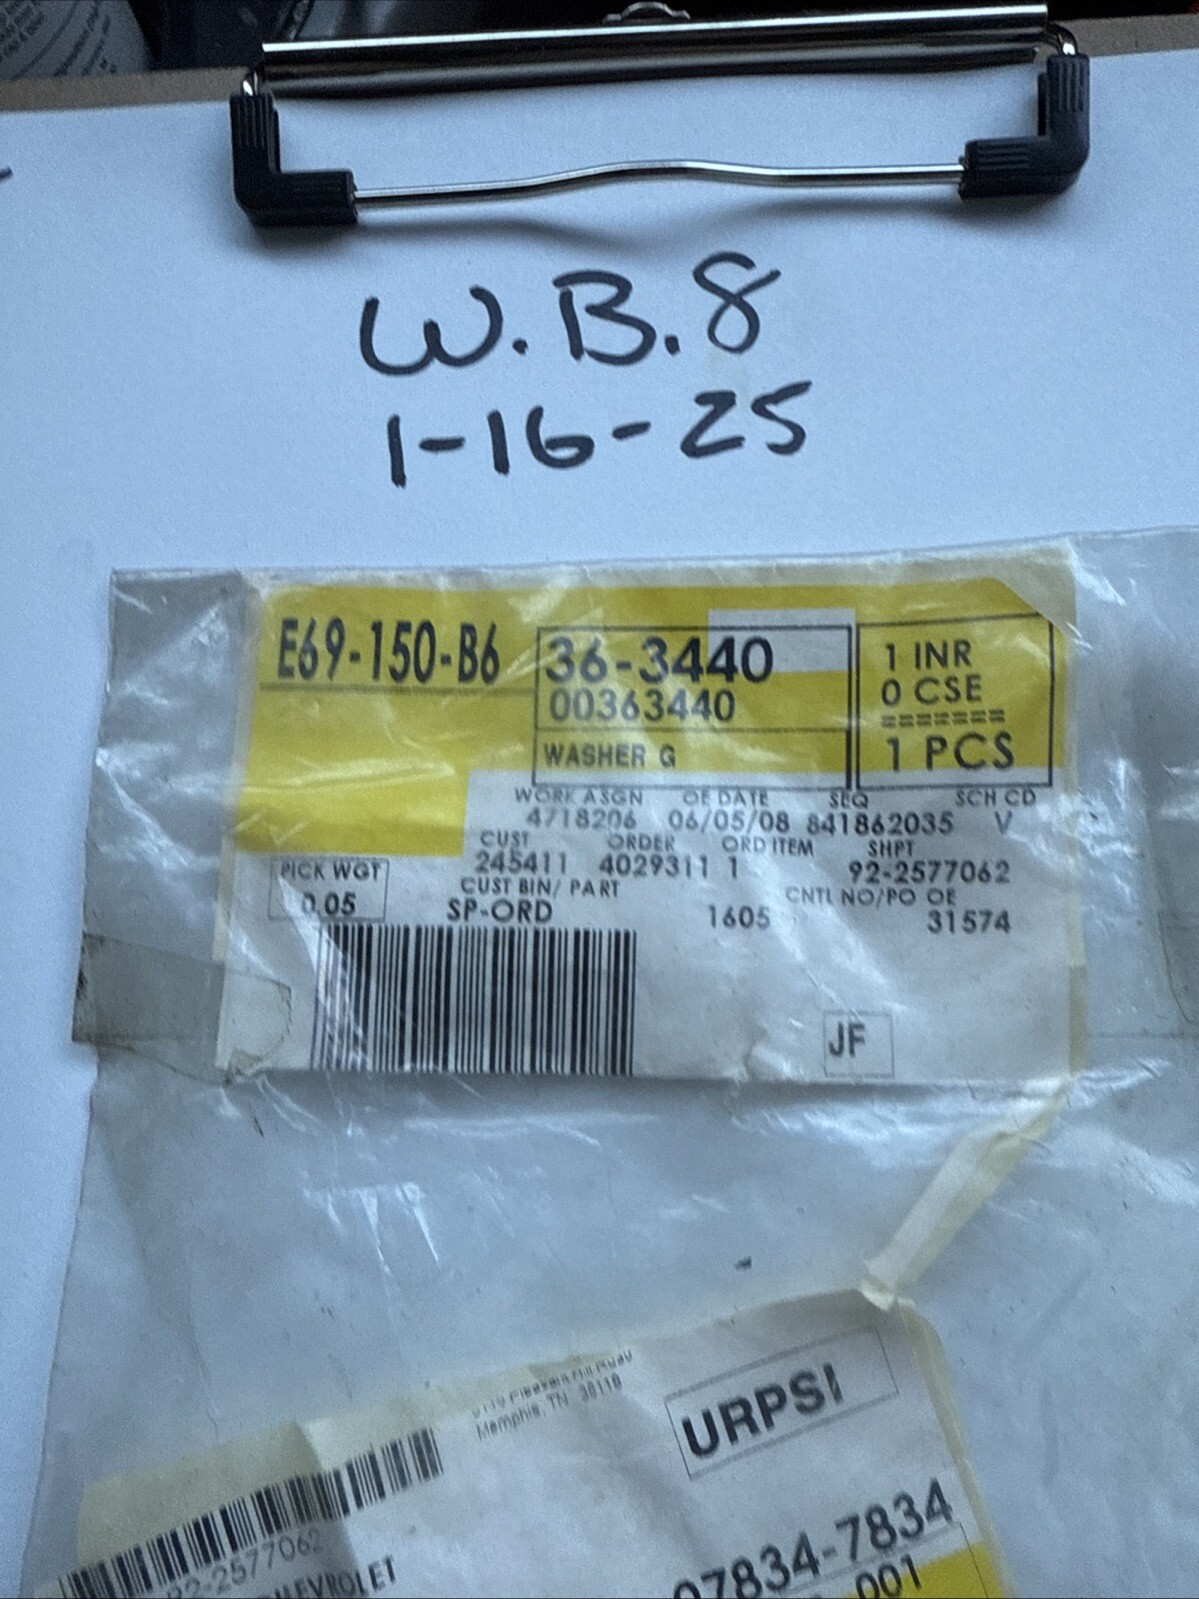 W.B.8
1-16-25
E69-150-B6
36-3440
00363440
WASHER G
1 INR
0 CSE
=======
1 PCS
WORK ASGN OE DATE SEQ SCH CD
4718206 06/05/08 841862035 V
CUST ORDER ORD ITEM SHPT
245411 4029311 1 92-2577062
PICK WGT
0.05
CUST BIN/ PART CNTL NO/PO OE
SP-ORD 1605 31574
JF
Memphis, TN 38118
URPSI
92-2577062
07834-7834
001